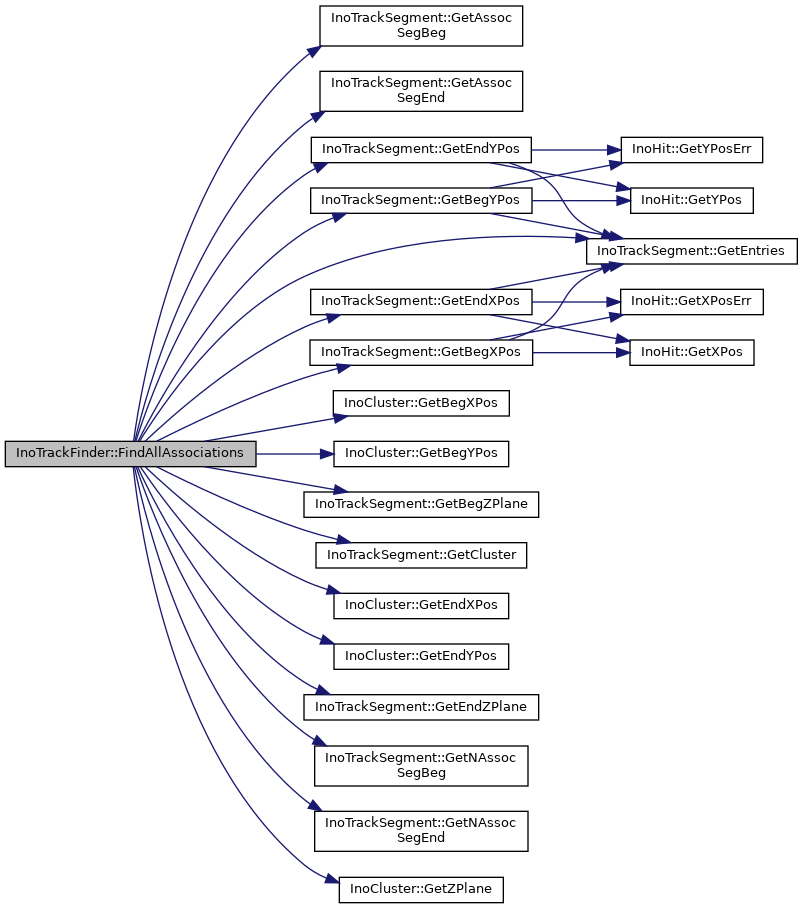 InoTrackSegment::GetAssoc
SegBeg
InoTrackSegment::GetAssoc
SegEnd
InoTrackSegment::GetEndYPos
InoHit::GetYPosErr
InoTrackSegment::GetBegYPos
InoHit::GetYPos
InoTrackSegment::GetEntries
InoTrackSegment::GetEndXPos
InoHit::GetXPosErr
InoTrackSegment::GetBegXPos
InoHit::GetXPos
InoCluster::GetBegXPos
InoTrackFinder::FindAllAssociations
InoCluster::GetBegYPos
InoTrackSegment::GetBegZPlane
InoTrackSegment::GetCluster
InoCluster::GetEndXPos
InoCluster::GetEndYPos
InoTrackSegment::GetEndZPlane
InoTrackSegment::GetNAssoc
SegBeg
InoTrackSegment::GetNAssoc
SegEnd
InoCluster::GetZPlane